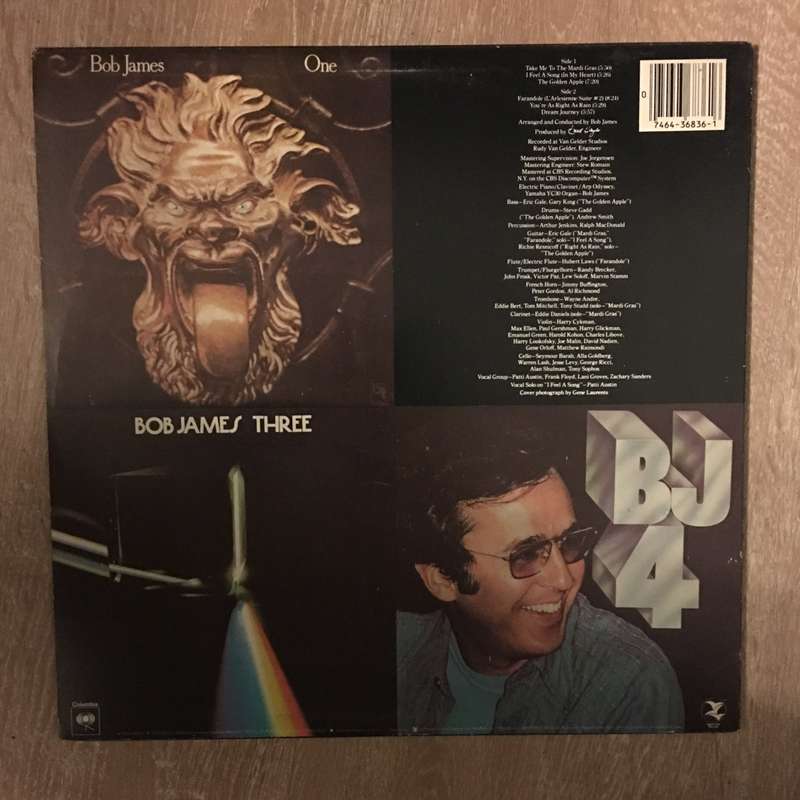 Bob James One
Side 1
Take Me To The Mardi Gras (5:50)
I Feel A Song (In My Heart) (5:26)
The Golden Apple (7:20)
Side 2
Farandole (L'Arlesienne Suite #2) (8:24)
You're As Right As Rain (5:29)
Dream Journey (5:57)
Arranged and Conducted by Bob James
Produced by
Recorded at Van Gelder Studios
Rudy Van Gelder, Engineer
Mastering Supervision: Joe Jorgensen
Mastering Engineer: Stew Romain
Mastered at CBS Recording Studios,
N.Y. on the CBS Discomputer™ System
Electric Piano/Clavinet/Arp Odyssey,
Yamaha YC30 Organ–Bob James
Bass–Eric Gale, Gary King ("The Golden Apple")
Drums–Steve Gadd
("The Golden Apple"), Andrew Smith
Percussion–Arthur Jenkins, Ralph MacDonald
Guitar–Eric Gale ("Mardi Gras,"
"Farandole," solo–"I Feel A Song"),
Richie Resnicoff ("Right As Rain," solo–
"The Golden Apple")
Flute/Electric Flute–Hubert Laws ("Farandole")
Trumpet/Flugelhorn–Randy Brecker,
John Frosk, Victor Paz, Lew Soloff, Marvin Stamm
French Horn–Jimmy Buffington,
Peter Gordon, Al Richmond
Trombone–Wayne Andre,
Eddie Bert, Tom Mitchell, Tony Studd (solo–"Mardi Gras")
Clarinet–Eddie Daniels (solo–"Mardi Gras")
Violin–Harry Cykman,
Max Ellen, Paul Gershman, Harry Glickman,
Emanuel Green, Harold Kohon, Charles Libove,
Harry Lookofsky, Joe Malin, David Nadien,
Gene Orloff, Matthew Raimondi
Cello–Seymour Barab, Alla Goldberg,
Warren Lash, Jesse Levy, George Ricci,
Alan Shulman, Tony Sophos
Vocal Group–Patti Austin, Frank Floyd, Lani Groves, Zachary Sanders
Vocal Solo on "I Feel A Song"–Patti Austin
Cover photograph by Gene Laurents
0
7464-36836-1
BOB JAMES THREE
BJ
4
Columbia